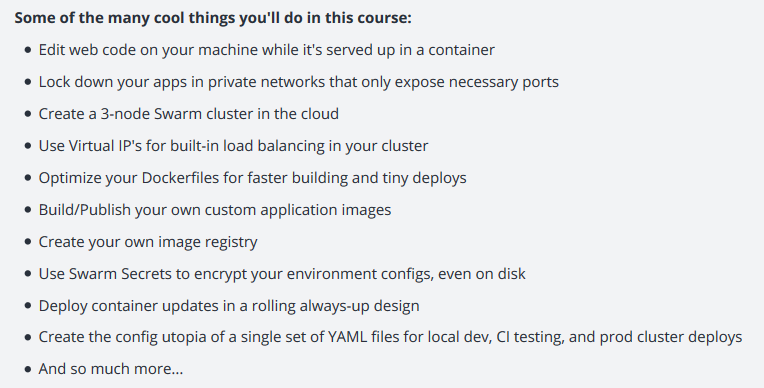 Some of the many cool things you'll do in this course:
• Edit web code on your machine while it's served up in a container
• Lock down your apps in private networks that only expose necessary ports
• Create a 3-node Swarm cluster in the cloud
• Use Virtual IP's for built-in load balancing in your cluster
• Optimize your Dockerfiles for faster building and tiny deploys
• Build/Publish your own custom application images
• Create your own image registry
• Use Swarm Secrets to encrypt your environment configs, even on disk
• Deploy container updates in a rolling always-up design
• Create the config utopia of a single set of YAML files for local dev, CI testing, and prod cluster deploys
• And so much more...